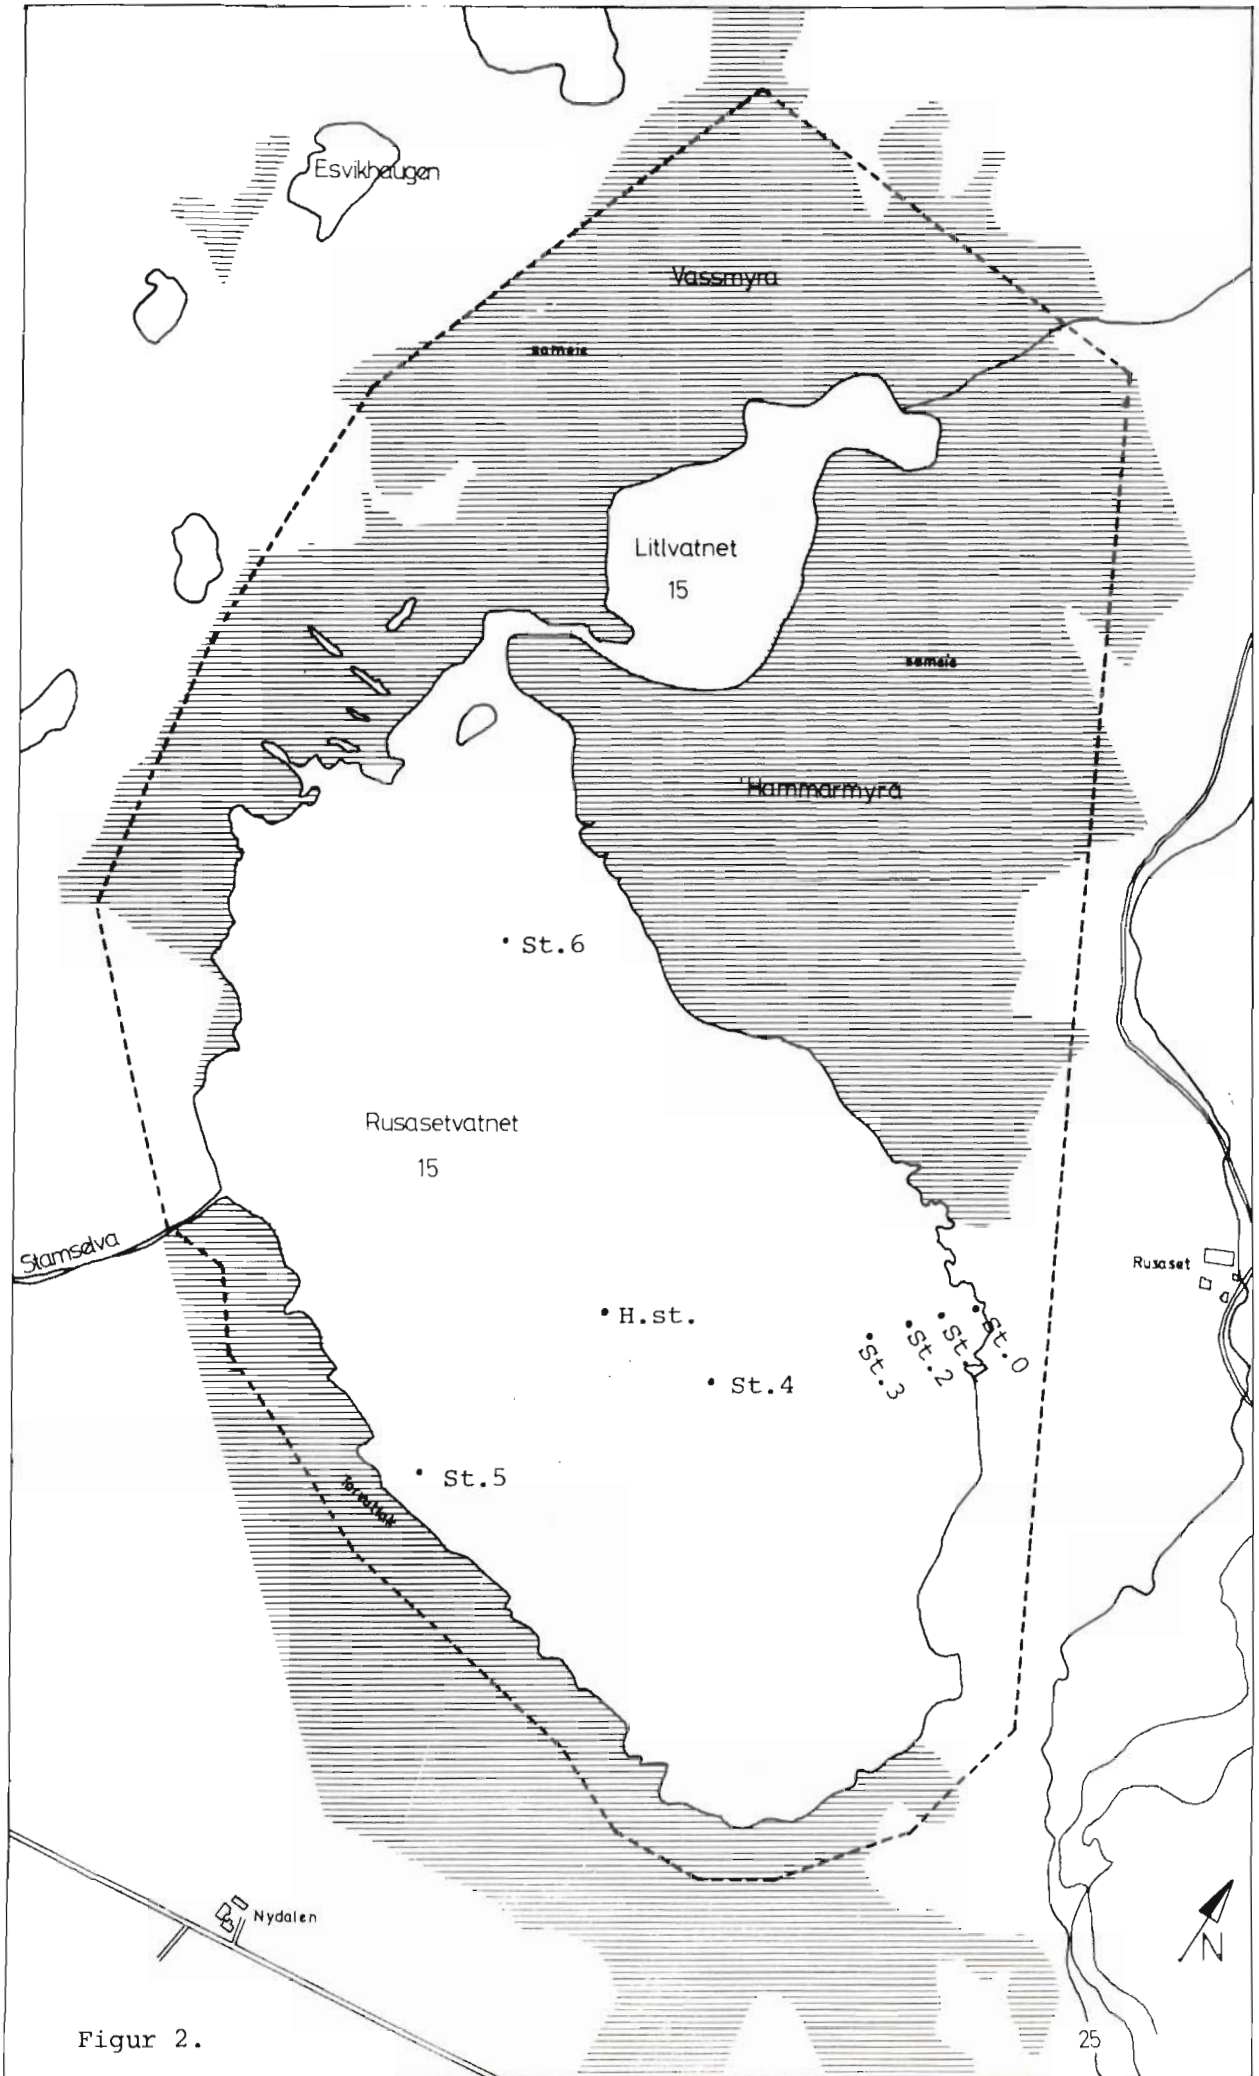 Esvikhaugen
Vassmyra
sameie
Litlvatnet
15
sameie
Hammarmyra
St.6
Rusasetvatnet
15
Stamselva
Rusaset
H.st.
St.0
St.1
St.2
St.3
St.4
St.5
Torvuttak
Nydalen
N
Figur 2.
25